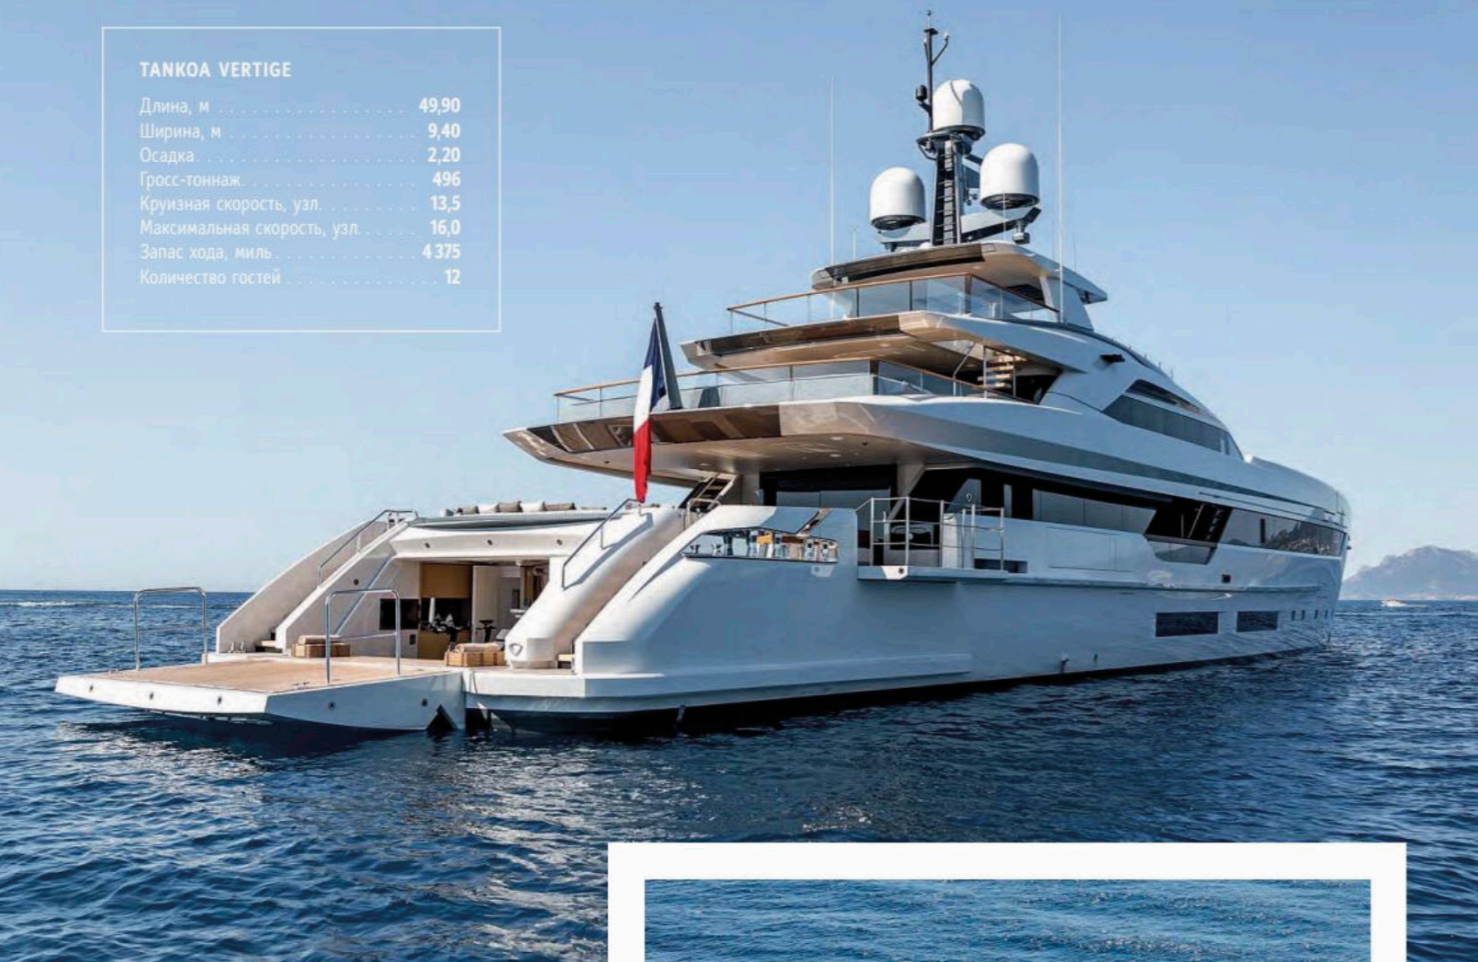 TANKOA VERTIGE
Длина, м . . . . . . . . . . . . . . . . . . 49,90
Ширина, м . . . . . . . . . . . . . . . . . 9,40
Осадка. . . . . . . . . . . . . . . . . . . . 2,20
Гросс-тоннаж. . . . . . . . . . . . . . . . 496
Круизная скорость, узл. . . . . . . . . . 13,5
Максимальная скорость, узл. . . . . . 16,0
Запас хода, миль . . . . . . . . . . . . . 4 375
Количество гостей . . . . . . . . . . . . . . 12